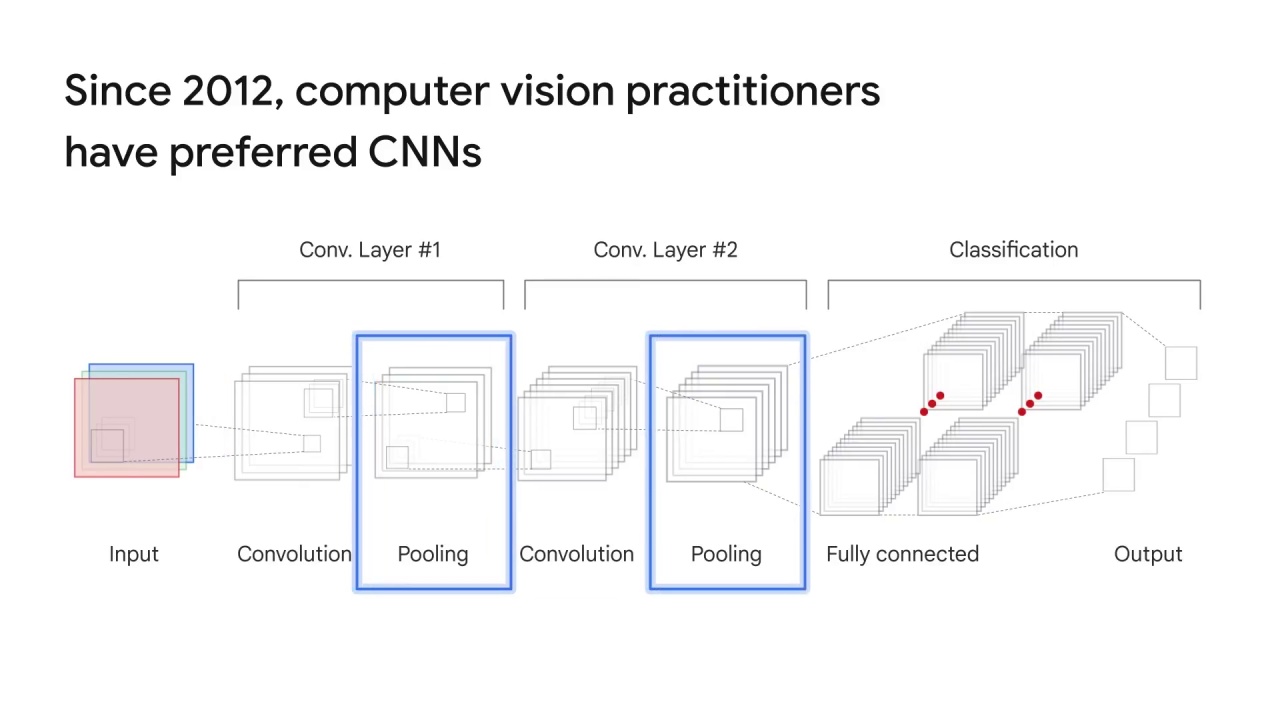 Since 2012, computer vision practitioners
have preferred CNNs
Conv. Layer #1
Conv. Layer #2
Classification
Input
Convolution
Pooling
Convolution
Pooling
Fully connected
Output